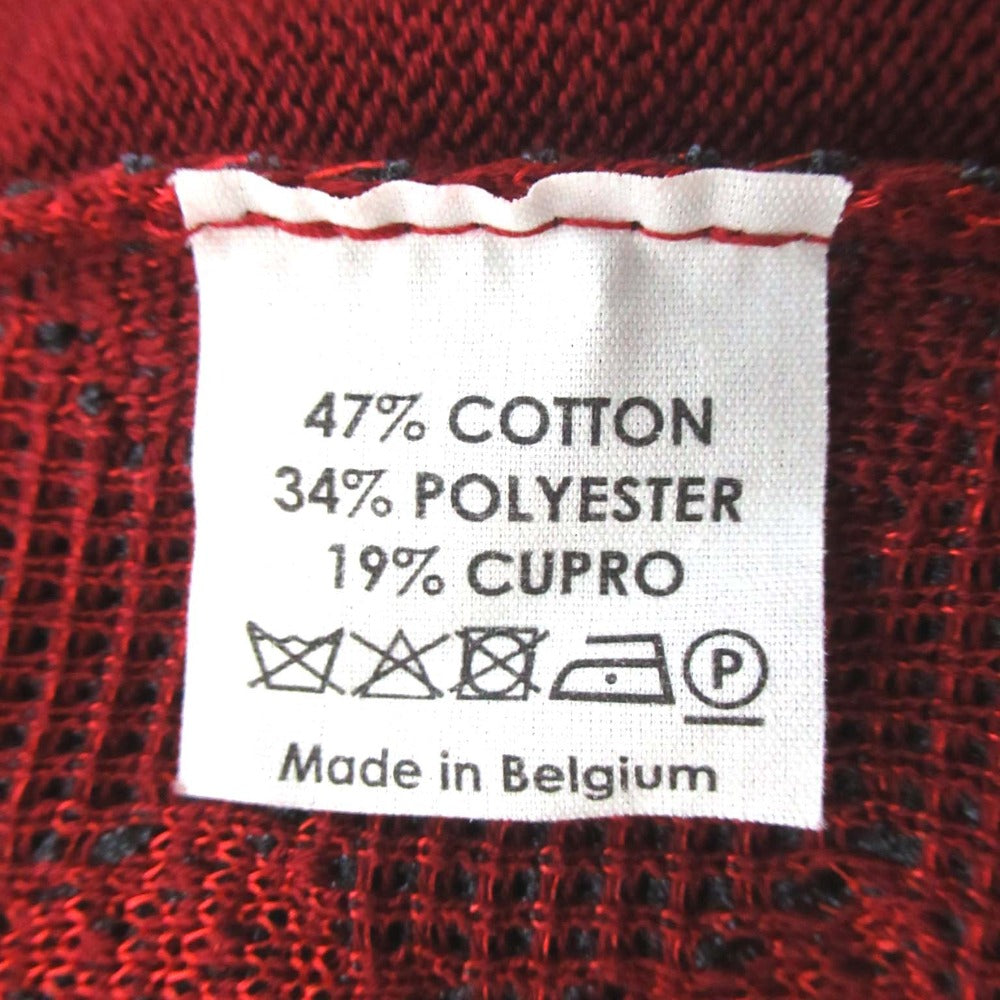 47% COTTON
34% POLYESTER
19% CUPRO
P
Made in Belgium